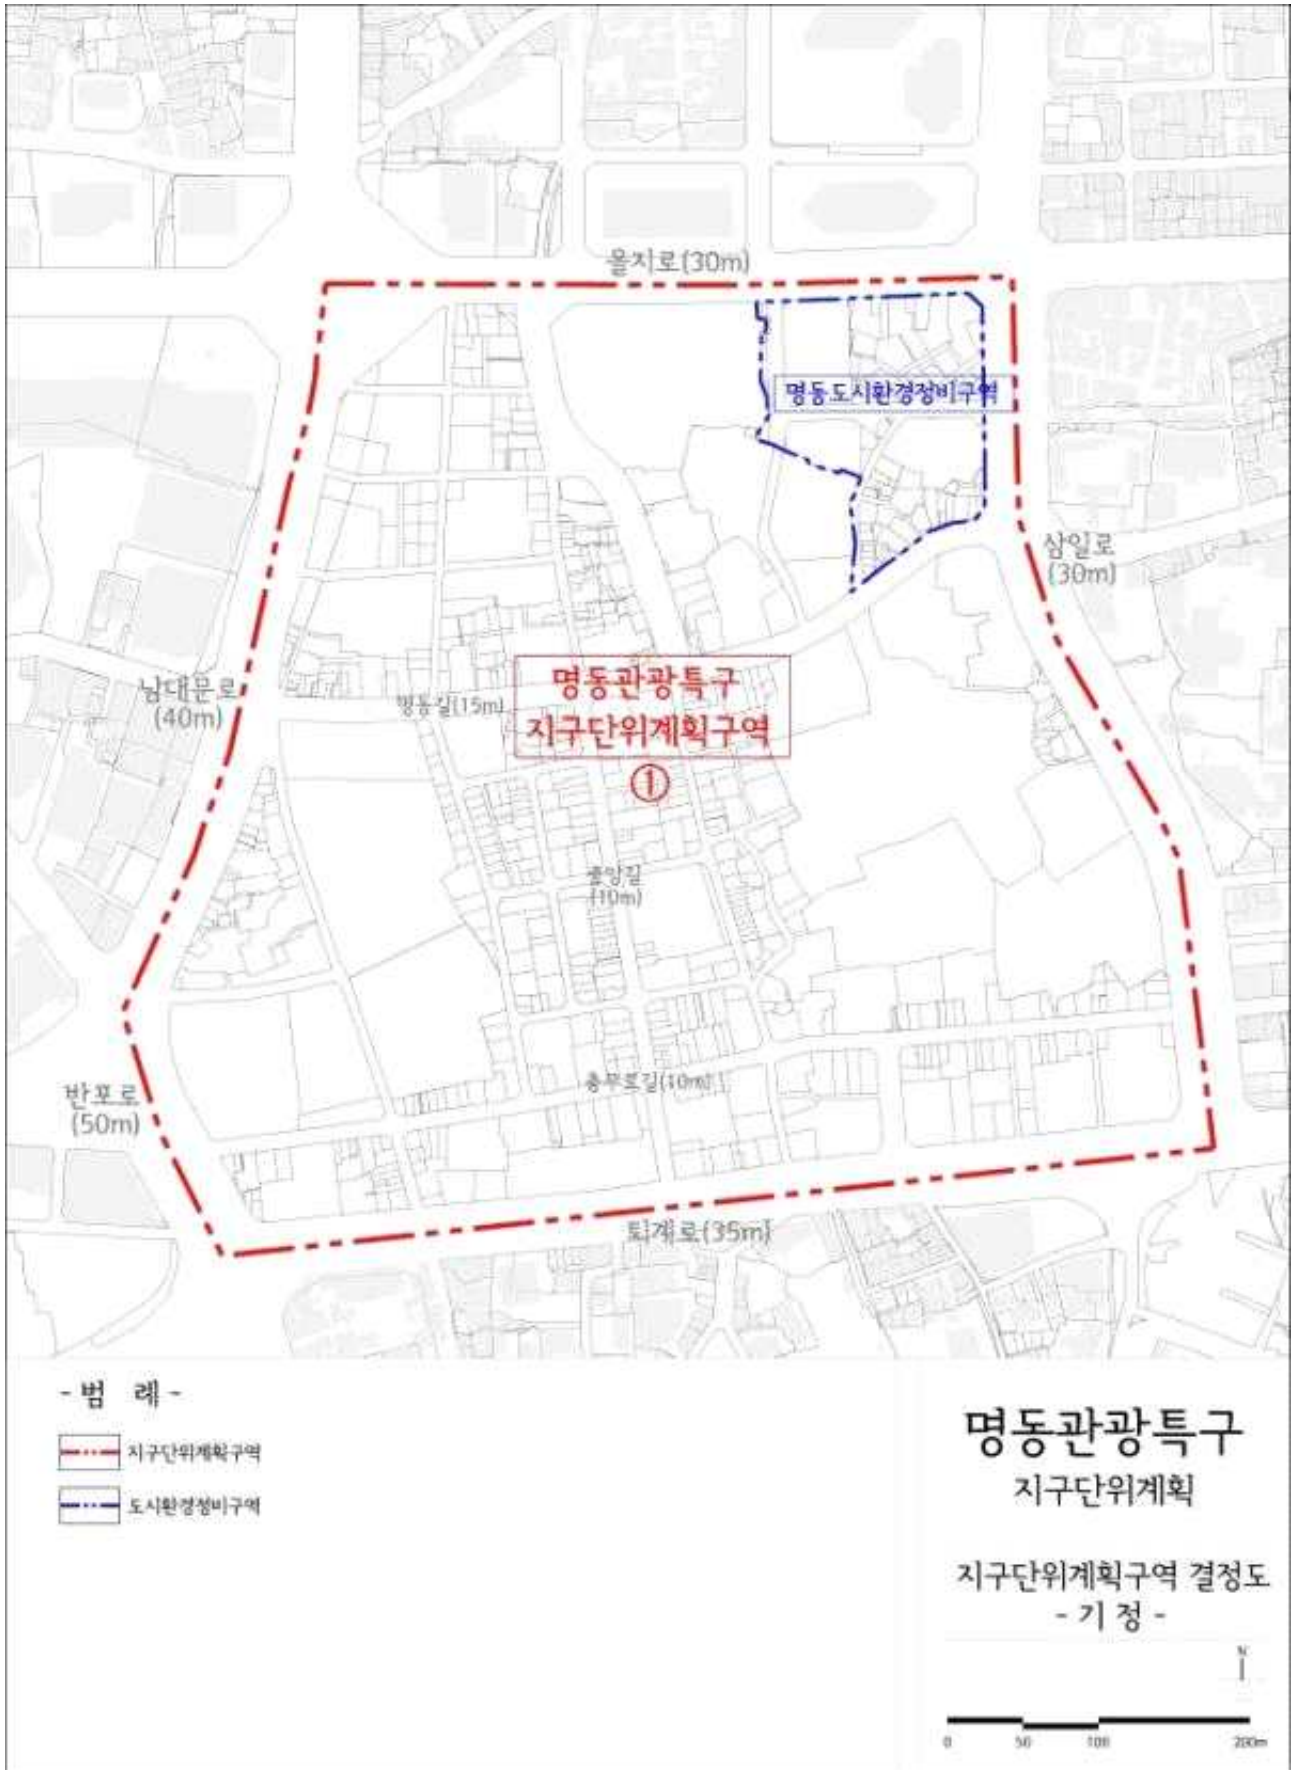 을지로(30m)
명동도시환경정비구역
삼일로
(30m)
남대문로
(40m)
명동길(15m)
명동관광특구
지구단위계획구역
①
중앙길
(10m)
충무로길(10m)
반포로
(50m)
퇴계로(35m)
- 범 례 -
지구단위계획구역
도시환경정비구역
명동관광특구
지구단위계획
지구단위계획구역 결정도
- 기 정 -
N
0 50 100 200m